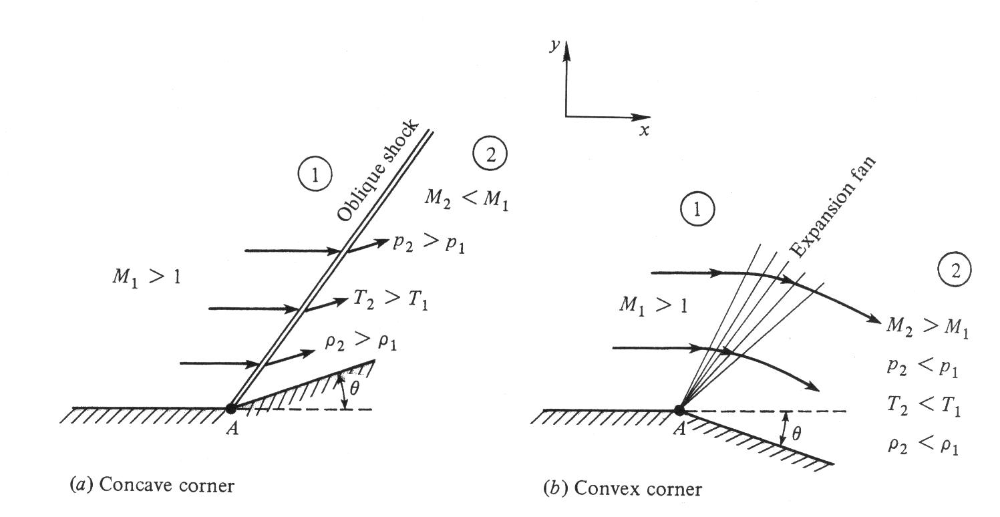 y
x
Oblique shock
1
2
M₂ < M₁
p₂ > p₁
M₁ > 1
T₂ > T₁
ρ₂ > ρ₁
θ
A
(a) Concave corner
Expansion fan
1
2
M₁ > 1
M₂ > M₁
p₂ < p₁
T₂ < T₁
ρ₂ < ρ₁
θ
A
(b) Convex corner